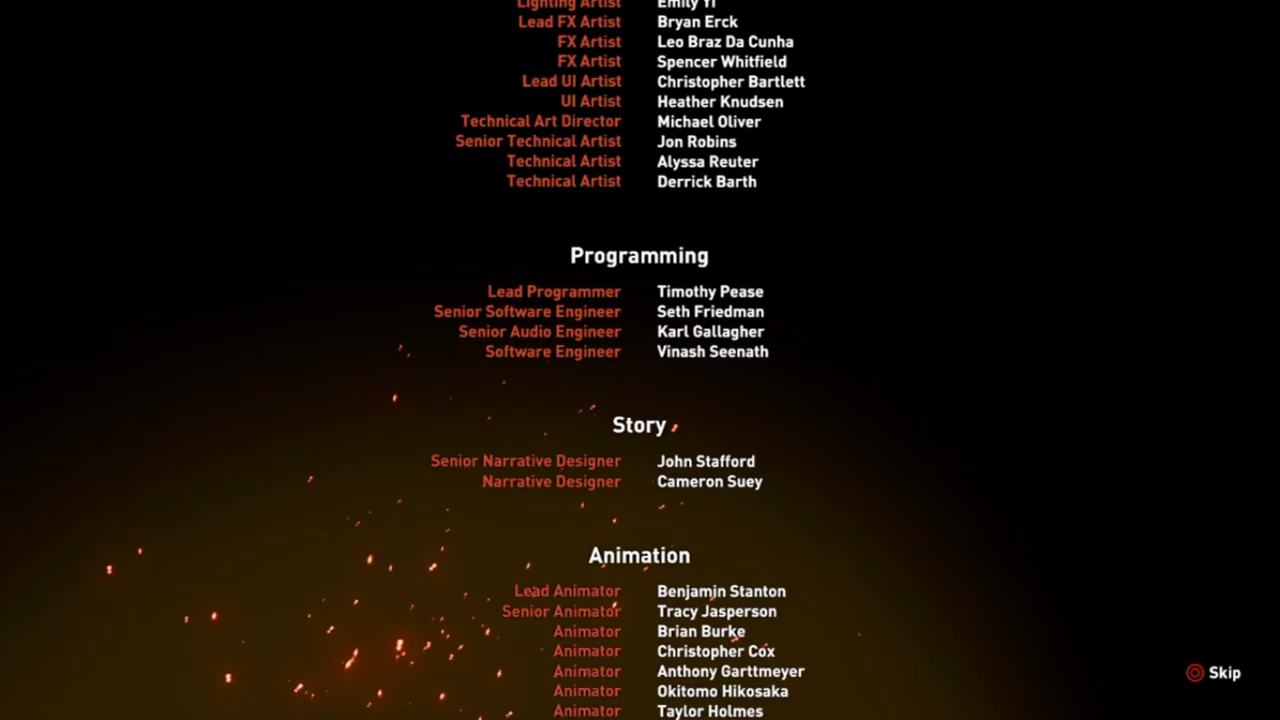 Lighting Artist Emily Yi
Lead FX Artist Bryan Erck
FX Artist Leo Braz Da Cunha
FX Artist Spencer Whitfield
Lead UI Artist Christopher Bartlett
UI Artist Heather Knudsen
Technical Art Director Michael Oliver
Senior Technical Artist Jon Robins
Technical Artist Alyssa Reuter
Technical Artist Derrick Barth
Programming
Lead Programmer Timothy Pease
Senior Software Engineer Seth Friedman
Senior Audio Engineer Karl Gallagher
Software Engineer Vinash Seenath
Story
Senior Narrative Designer John Stafford
Narrative Designer Cameron Suey
Animation
Lead Animator Benjamin Stanton
Senior Animator Tracy Jasperson
Animator Brian Burke
Animator Christopher Cox
Animator Anthony Garttmeyer
Animator Okitomo Hikosaka
Animator Taylor Holmes
Skip